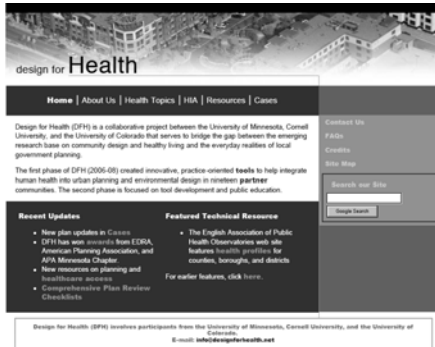 design for Health
Home | About Us | Health Topics | HIA | Resources | Cases
Design for Health (DFH) is a collaborative project between the University of Minnesota, Cornell
University, and the University of Colorado that serves to bridge the gap between the emerging
research base on community design and healthy living and the everyday realities of local
government planning.
The first phase of DFH (2006-08) created innovative, practice-oriented tools to help integrate
human health into urban planning and environmental design in nineteen partner
communities. The second phase is focused on tool development and public education.
Contact Us
FAQs
Credits
Site Map
Search our Site
Google Search
Recent Updates
• New plan updates in Cases
• DFH has won awards from EDRA,
American Planning Association, and
APA Minnesota Chapter.
• New resources on planning and
healthcare access
• Comprehensive Plan Review
Checklists
Featured Technical Resource
• The English Association of Public
Health Observatories web site
features health profiles for
counties, boroughs, and districts
For earlier features, click here.
Design for Health (DFH) involves participants from the University of Minnesota, Cornell University, and the University of
Colorado.
E-mail: info@designforhealth.net